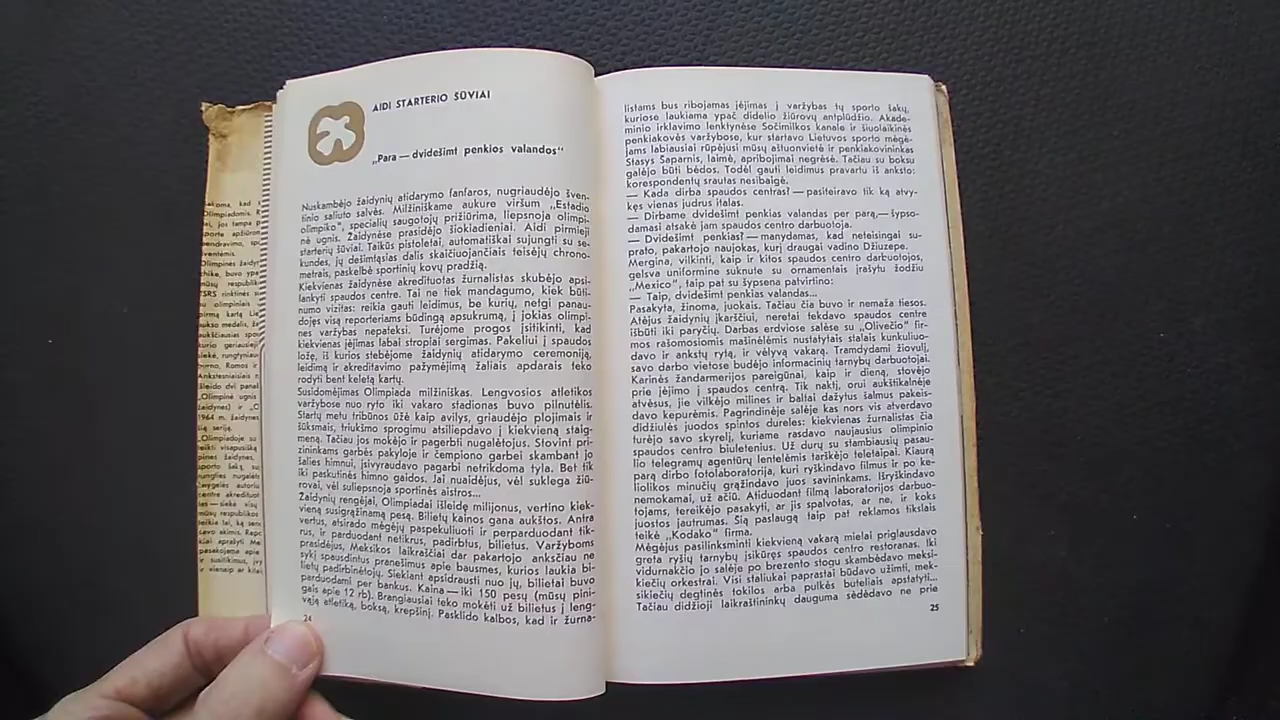 AIDI STARTERIO ŠŪVIAI
„Para — dvidešimt penkios valandos“
Nuskambėjo žaidynių atidarymo fanfaros, nugriaudėjo šven-
tinio saliuto salvės. Milžiniškame aukure viršum „Estadio
olimpiko“, specialių saugotojų prižiūrima, liepsnoja olimpi-
nė ugnis. Žaidynėse prasidėjo šiokiadieniai. Aidi pirmieji
starterių šūviai. Taikūs pistoletai, automatiškai sujungti su se-
kundės, jų dešimtąsias dalis skaičiuojančiais teisėjų chrono-
metrais, paskelbė sportinių kovų pradžią.
Kiekvienas žaidynėse akredituotas žurnalistas skubėjo apsi-
lankyti spaudos centre. Tai ne tiek mandagumo, kiek būti-
numo vizitas: reikia gauti leidimus, be kurių, netgi panau-
dojęs visą reporteriams būdingą apsukrumą, į jokias olimpi-
nes varžybas nepateksi. Turėjome progos įsitikinti, kad
kiekvienas įėjimas labai stropiai sergimas. Pakeliui į spaudos
ložę, iš kurios stebėjome žaidynių atidarymo ceremoniją,
leidimą ir akreditavimo pažymėjimą žaliais apdarais teko
rodyti bent keletą kartų.
Susidomėjimas Olimpiada milžiniškas. Lengvosios atletikos
varžybose nuo ryto iki vakaro stadionas buvo pilnutėlis.
Startų metu tribūnos ūžė kaip avilys, griaudėjo plojimais ir
šūksmais, triukšmo sprogimu atsiliepdavo į kiekvieną staig-
meną. Tačiau jos mokėjo ir pagerbti nugalėtojus. Stovint pri-
zininkams garbės pakyloje ir čempiono garbei skambant jo
šalies himnui, įsivyraudavo pagarbi netrikdoma tyla. Bet tik
iki paskutinės himno gaidos. Jai nuaidėjus, vėl suklega žiū-
rovai, vėl suliepsnoja sportinės aistros...
Žaidynių rengėjai, Olimpiadai išleidę milijonus, vertino kiek-
vieną susigrąžinamą pesą. Bilietų kainos gana aukštos. Antra
vertus, atsirado mėgėjų paspekuliuoti ir perparduodant tik-
rus, ir parduodant netikrus, padirbtus, bilietus. Varžyboms
prasidėjus, Meksikos laikraščiai dar pakartojo anksčiau ne
sykį spausdintus pranešimus apie bausmes, kurios laukia bi-
lietų padirbinėtojų. Siekiant apsidrausti nuo jų, bilietai buvo
parduodami per bankus. Kaina — iki 150 pesų (mūsų pini-
gais apie 12 rb). Brangiausiai teko mokėti už bilietus į leng-
vąją atletiką, boksą, krepšinį. Pasklido kalbos, kad ir žurna-
24
listams bus ribojamas įėjimas į varžybas tų sporto šakų,
kuriose laukiama ypač didelio žiūrovų antplūdžio. Akade-
minio irklavimo lenktynėse Sočimilkos kanale ir šiuolaikinės
penkiakovės varžybose, kur startavo Lietuvos sporto mėgė-
jams labiausiai rūpėjusi mūsų aštuonvietė ir penkiakovininkas
Stasys Šaparnis, laimė, apribojimai negrėsė. Tačiau su boksu
galėjo būti bėdos. Todėl gauti leidimus pravartu iš anksto:
korespondentų srautas nesibaigė.
— Kada dirba spaudos centras? — pasiteiravo tik ką atvy-
kęs vienas judrus italas.
— Dirbame dvidešimt penkias valandas per parą,— šypso-
damasi atsakė jam spaudos centro darbuotoja.
— Dvidešimt penkias? — manydamas, kad neteisingai su-
prato, pakartojo naujokas, kurį draugai vadino Džiuzepe.
Mergina, vilkinti, kaip ir kitos spaudos centro darbuotojos,
gelsva uniformine suknute su ornamentais įrašytu žodžiu
„Mexico“, taip pat su šypsena patvirtino:
— Taip, dvidešimt penkias valandas...
Pasakyta, žinoma, juokais. Tačiau čia buvo ir nemaža tiesos.
Atėjus žaidynių įkarščiui, neretai tekdavo spaudos centre
išbūti iki paryčių. Darbas erdviose salėse su „Olivečio“ fir-
mos rašomosiomis mašinėlėmis nustatytais stalais kunkuliuo-
davo ir ankstų rytą, ir vėlyvą vakarą. Tramdydami žiovulį,
savo darbo vietose budėjo informacinių tarnybų darbuotojai.
Karinės žandarmerijos pareigūnai, kaip ir dieną, stovėjo
prie įėjimo į spaudos centrą. Tik naktį, orui aukštikalnėje
atvėsus, jie vilkėjo milines ir baltai dažytus šalmus pakeis-
davo kepurėmis. Pagrindinėje salėje kas nors vis atverdavo
didžiulės juodos spintos dureles: kiekvienas žurnalistas čia
turėjo savo skyrelį, kuriame rasdavo naujausius olimpinio
spaudos centro biuletenius. Už durų su stambiausių pasau-
lio telegramų agentūrų lentelėmis tarškėjo teletaipai. Kiaurą
parą dirbo fotolaboratorija, kuri ryškindavo filmus ir po ke-
liolikos minučių grąžindavo juos savininkams. Išryškindavo
nemokamai, už ačiū. Atiduodant filmą laboratorijos darbuo-
tojams, tereikėjo pasakyti, ar jis spalvotas, ar ne, ir koks
juostos jautrumas. Šią paslaugą taip pat reklamos tikslais
teikė „Kodako“ firma.
Mėgėjus pasilinksminti kiekvieną vakarą mielai priglausdavo
greta ryšių tarnybų įsikūręs spaudos centro restoranas. Iki
vidurnakčio jo salėje po brezento stogu skambėdavo meksi-
kiečių orkestrai. Visi staliukai paprastai būdavo užimti, mek-
sikiečių degtinės tokilos arba pulkės buteliais apstatyti...
Tačiau didžioji laikraštininkų dauguma sėdėdavo ne prie
25